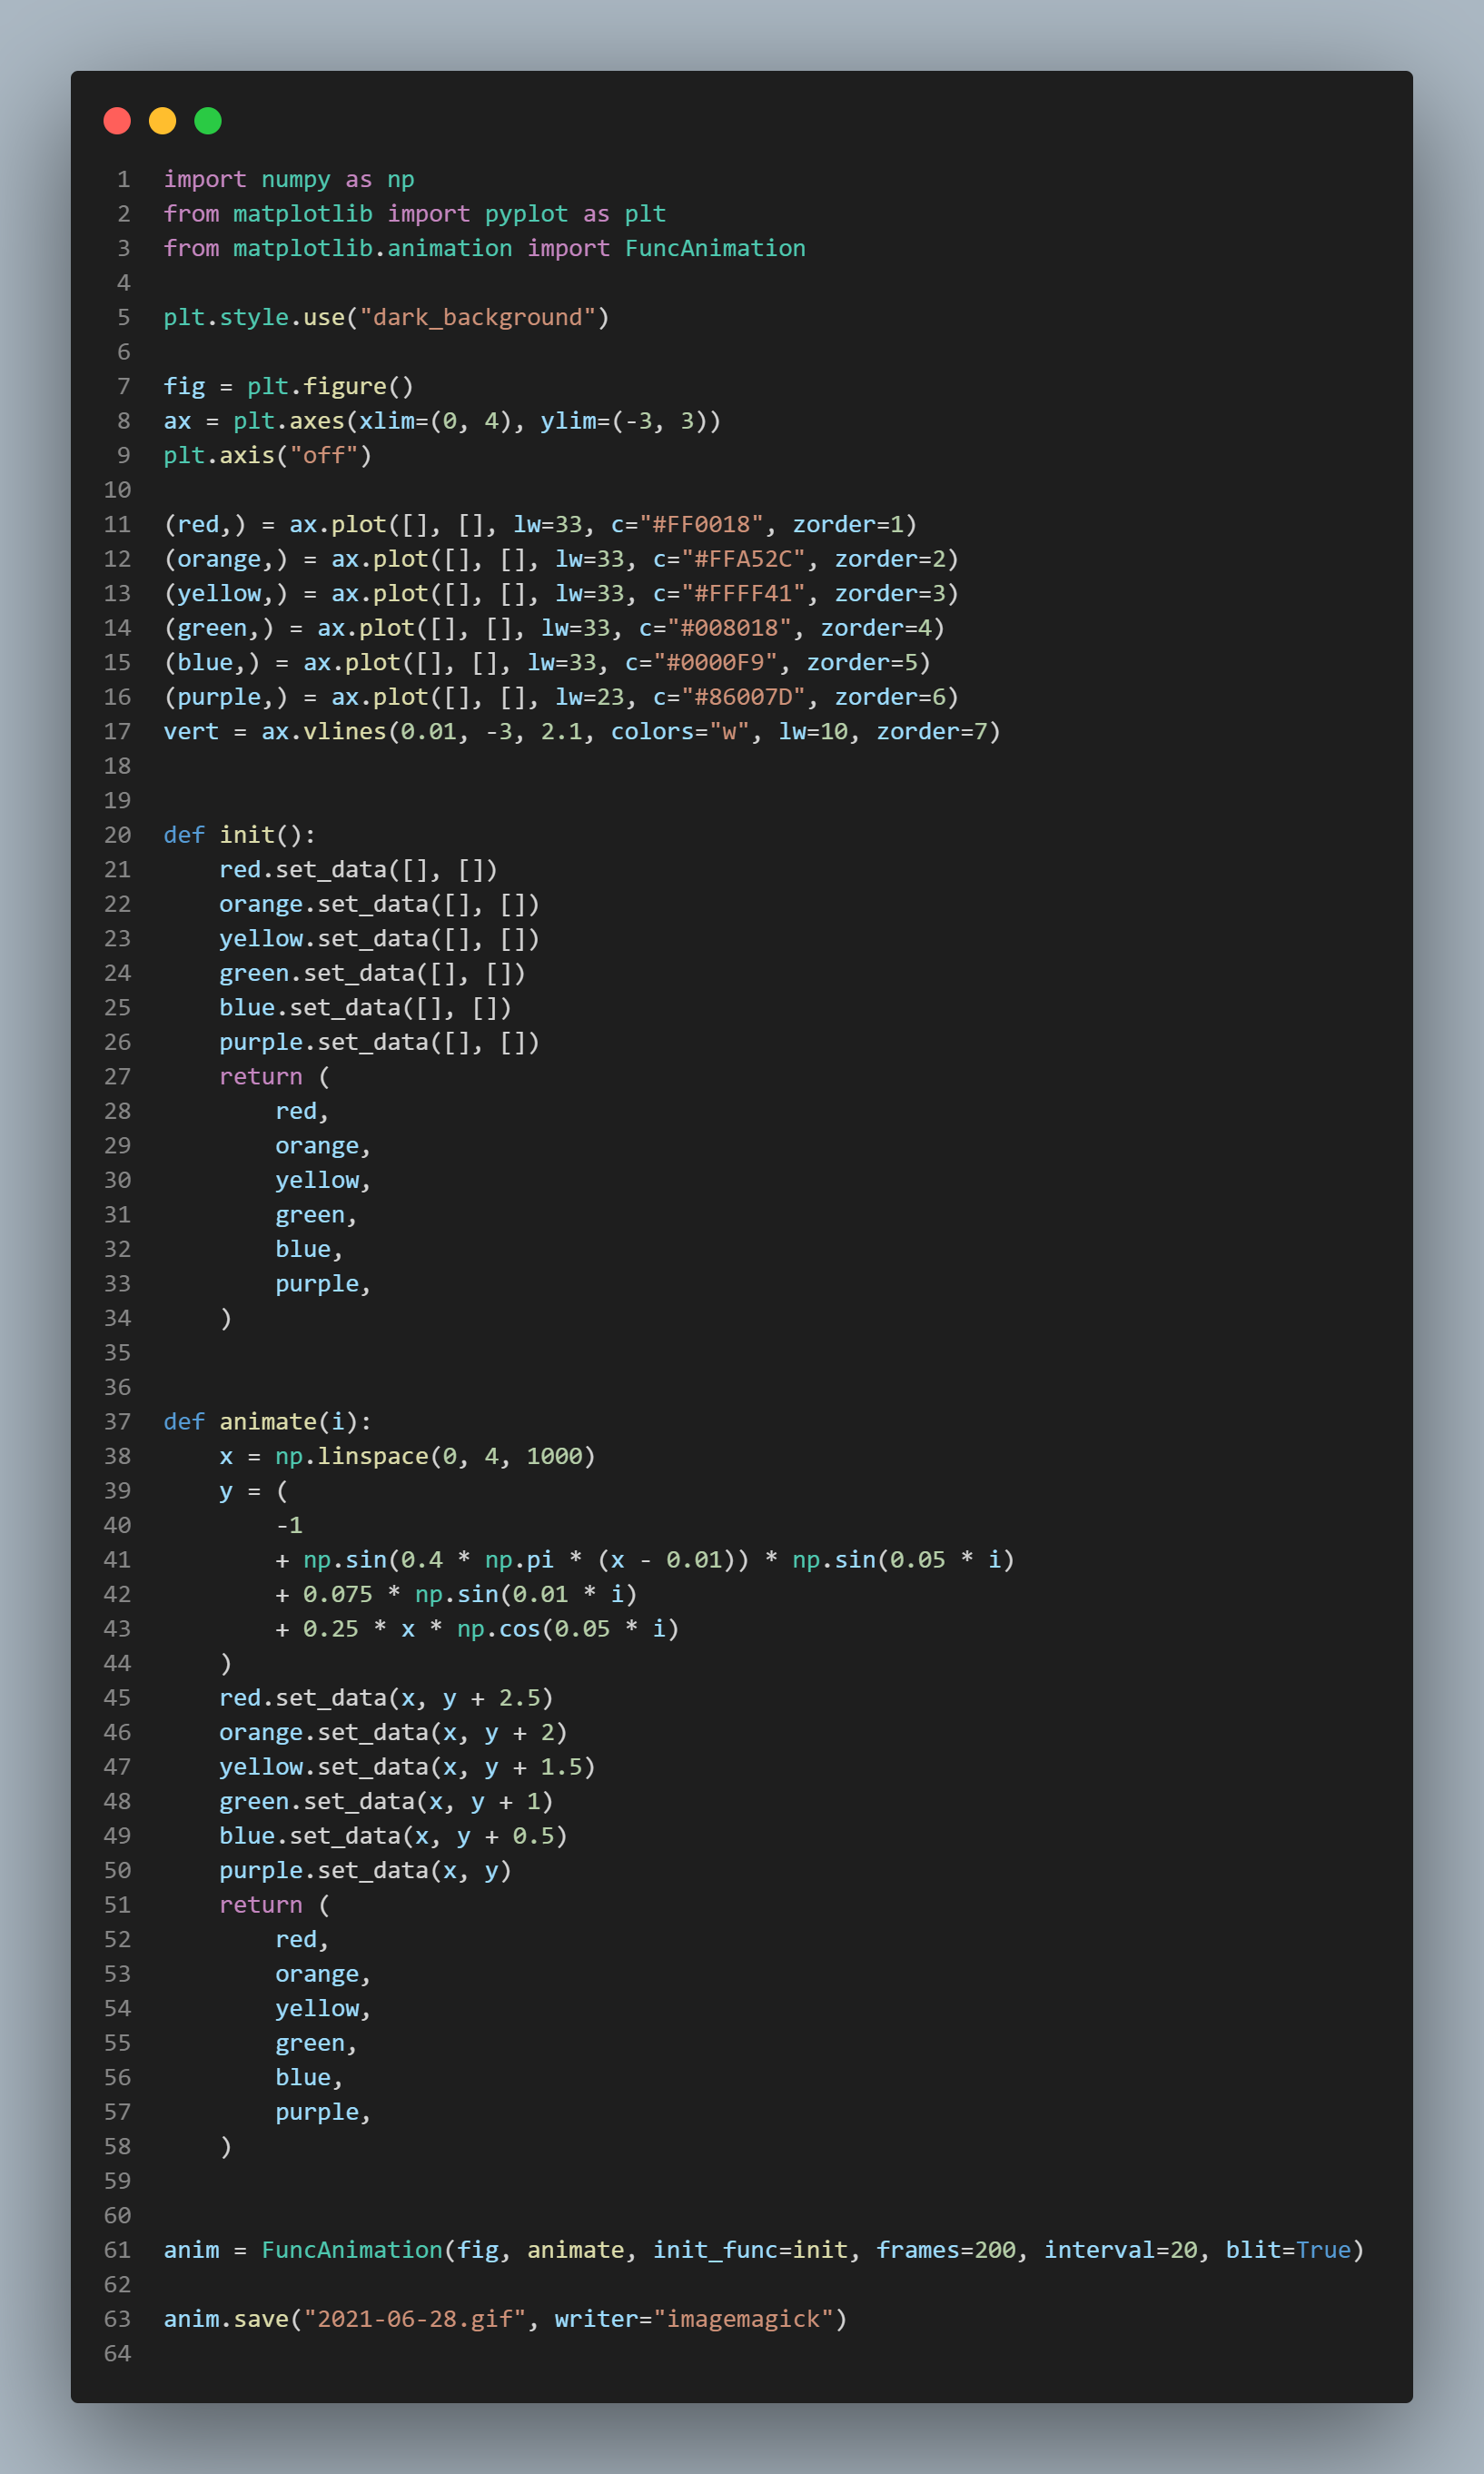 1 import numpy as np
2 from matplotlib import pyplot as plt
3 from matplotlib.animation import FuncAnimation
4
5 plt.style.use("dark_background")
6
7 fig = plt.figure()
8 ax = plt.axes(xlim=(0, 4), ylim=(-3, 3))
9 plt.axis("off")
10
11 (red,) = ax.plot([], [], lw=33, c="#FF0018", zorder=1)
12 (orange,) = ax.plot([], [], lw=33, c="#FFA52C", zorder=2)
13 (yellow,) = ax.plot([], [], lw=33, c="#FFFF41", zorder=3)
14 (green,) = ax.plot([], [], lw=33, c="#008018", zorder=4)
15 (blue,) = ax.plot([], [], lw=33, c="#0000F9", zorder=5)
16 (purple,) = ax.plot([], [], lw=23, c="#86007D", zorder=6)
17 vert = ax.vlines(0.01, -3, 2.1, colors="w", lw=10, zorder=7)
18
19
20 def init():
21     red.set_data([], [])
22     orange.set_data([], [])
23     yellow.set_data([], [])
24     green.set_data([], [])
25     blue.set_data([], [])
26     purple.set_data([], [])
27     return (
28         red,
29         orange,
30         yellow,
31         green,
32         blue,
33         purple,
34     )
35
36
37 def animate(i):
38     x = np.linspace(0, 4, 1000)
39     y = (
40         -1
41         + np.sin(0.4 * np.pi * (x - 0.01)) * np.sin(0.05 * i)
42         + 0.075 * np.sin(0.01 * i)
43         + 0.25 * x * np.cos(0.05 * i)
44     )
45     red.set_data(x, y + 2.5)
46     orange.set_data(x, y + 2)
47     yellow.set_data(x, y + 1.5)
48     green.set_data(x, y + 1)
49     blue.set_data(x, y + 0.5)
50     purple.set_data(x, y)
51     return (
52         red,
53         orange,
54         yellow,
55         green,
56         blue,
57         purple,
58     )
59
60
61 anim = FuncAnimation(fig, animate, init_func=init, frames=200, interval=20, blit=True)
62
63 anim.save("2021-06-28.gif", writer="imagemagick")
64